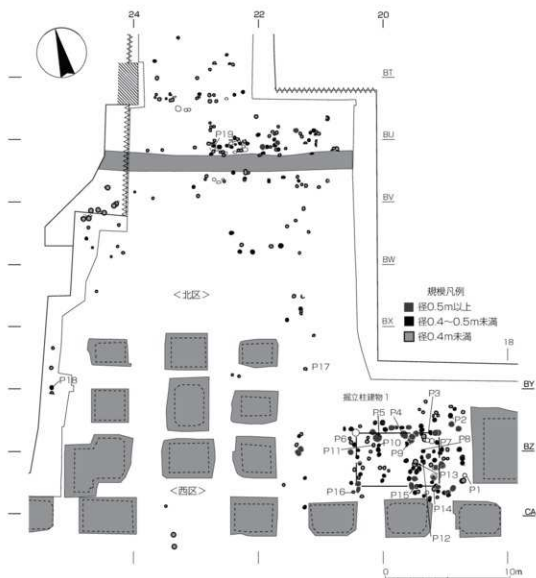 24
22
20
BT
BU
P19
BV
BW
<北区>
規模凡例
径0.5m以上
径0.4～0.5m未満
径0.4m未満
BX
18
P17
P18
BY
掘立柱建物1
P3
P5
P4
P2
P6
P10
P7
P8
BZ
P11
P9
P13
P1
<西区>
P16
P15
P14
CA
P12
0
10m